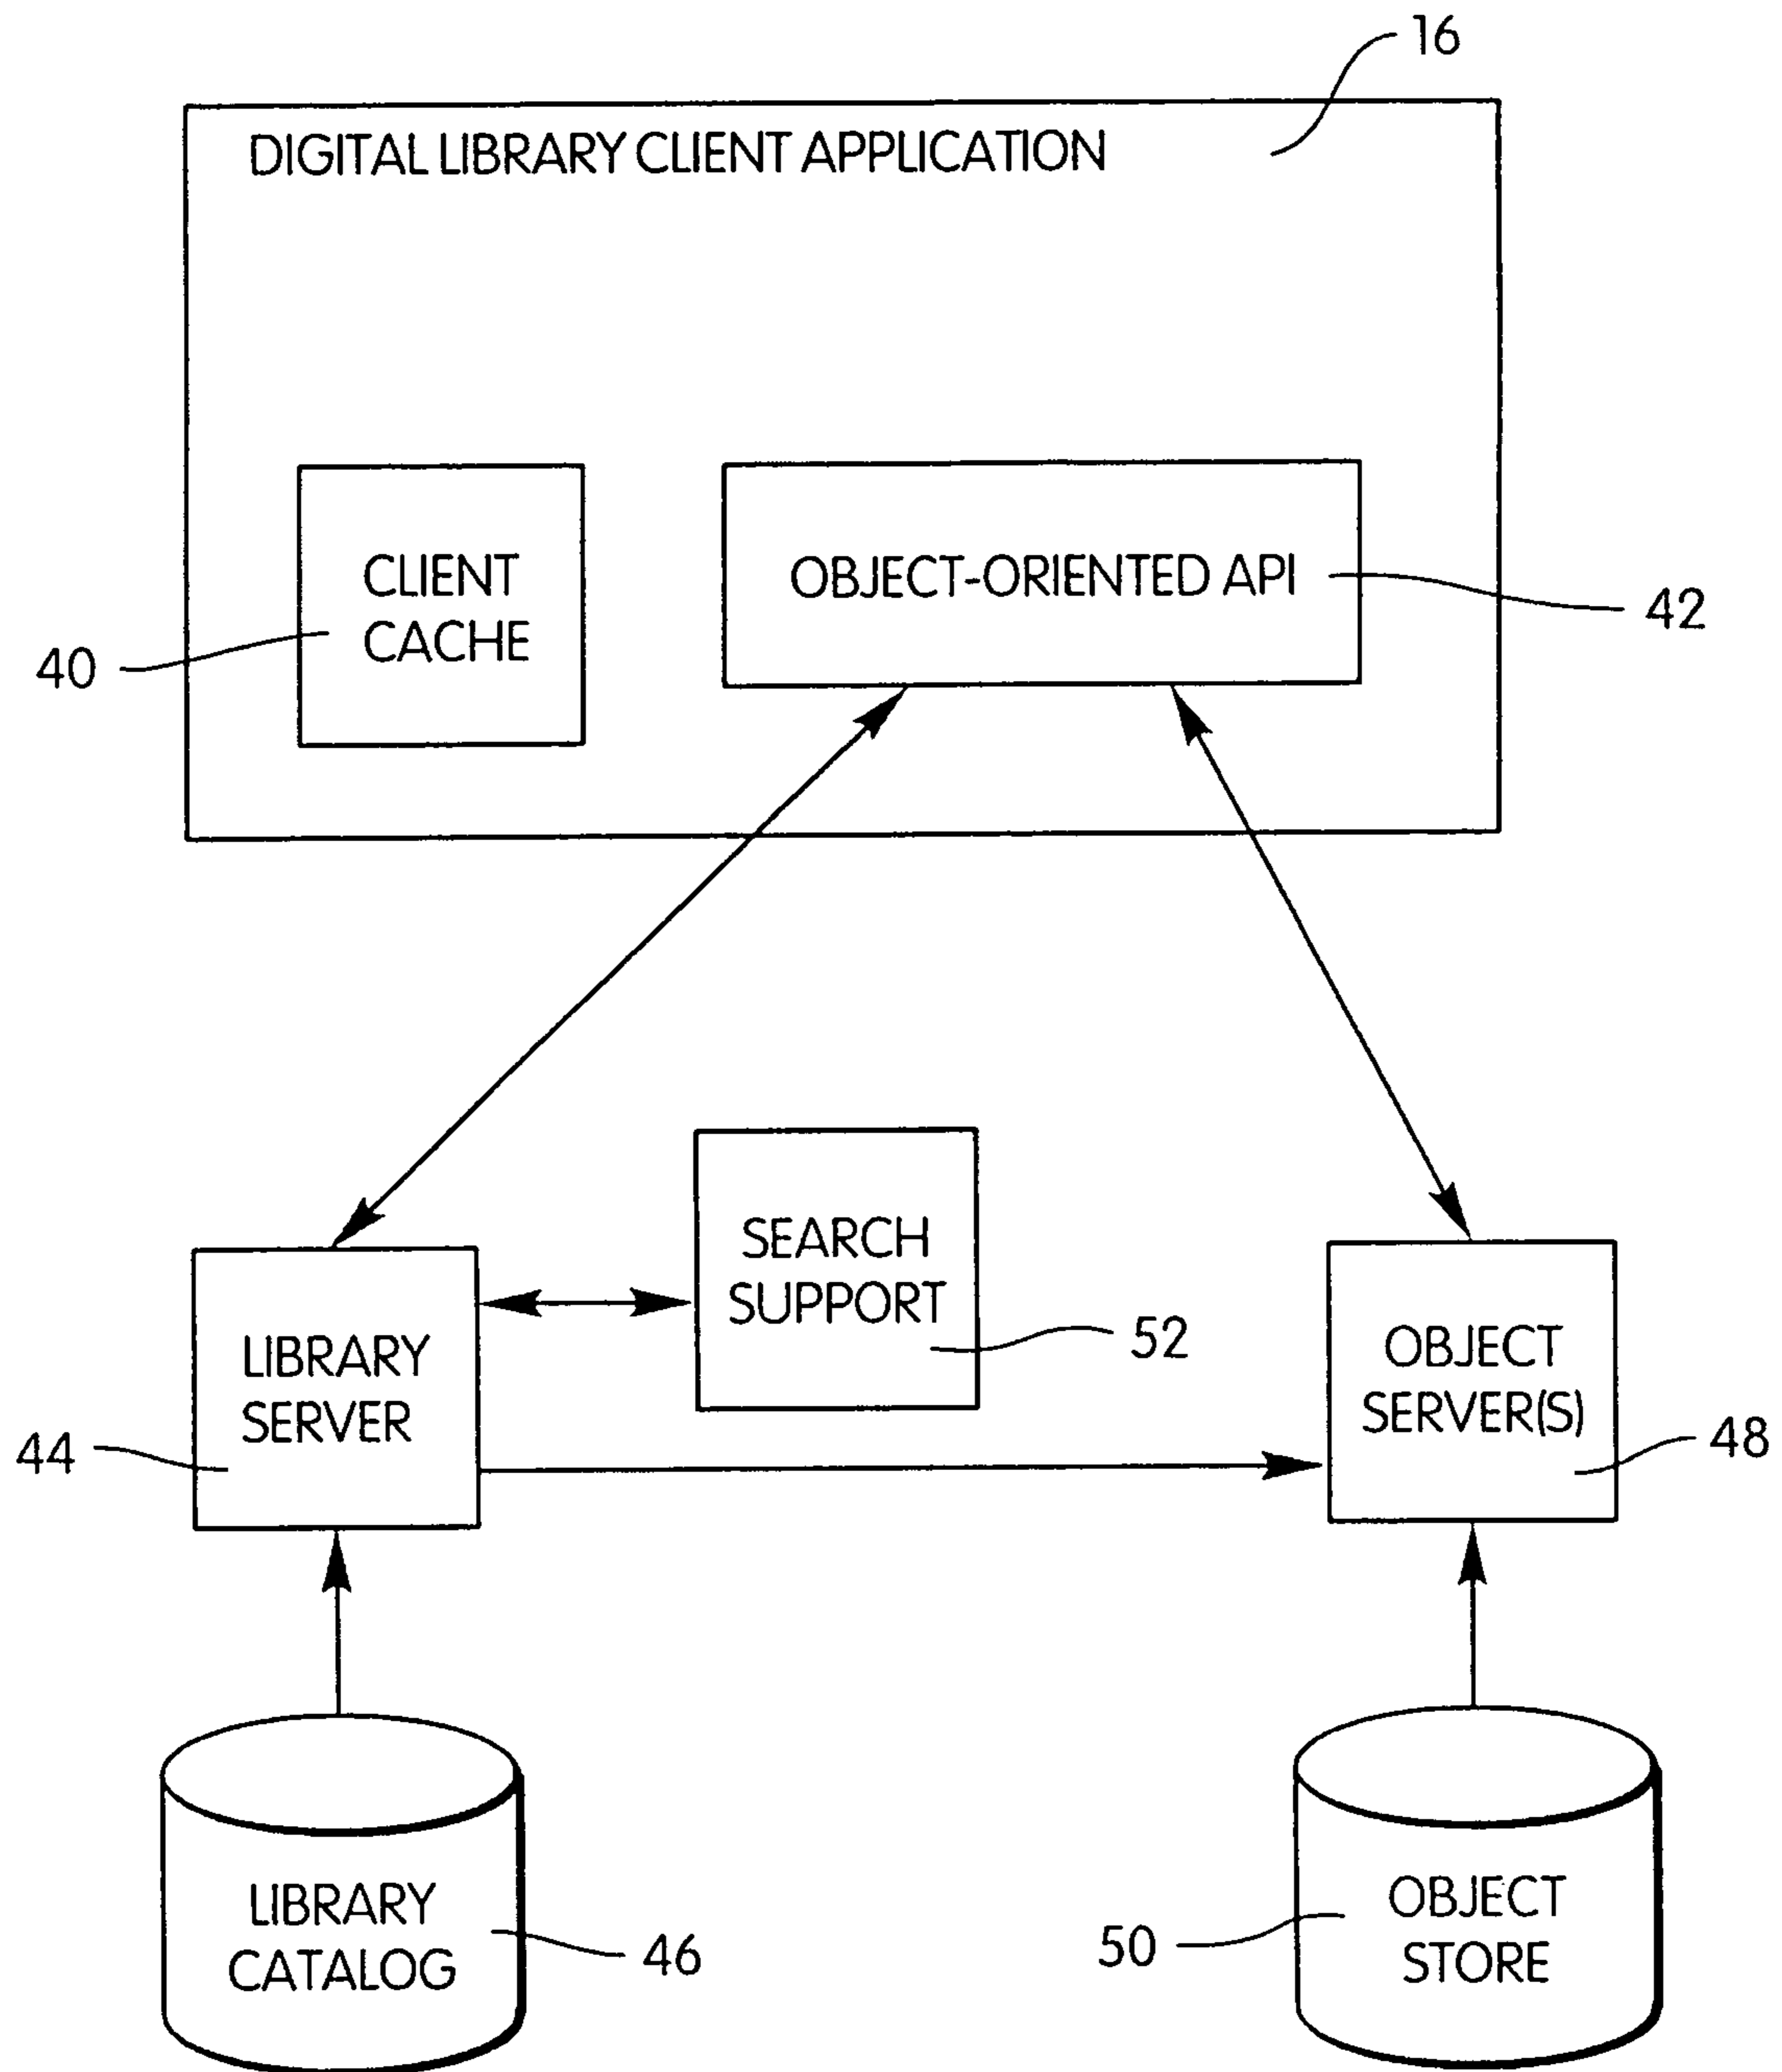 16
DIGITAL LIBRARY CLIENT APPLICATION
CLIENT
CACHE
OBJECT-ORIENTED API
40
42
SEARCH
SUPPORT
52
LIBRARY
SERVER
44
OBJECT
SERVER(S)
48
LIBRARY
CATALOG
46
OBJECT
STORE
50